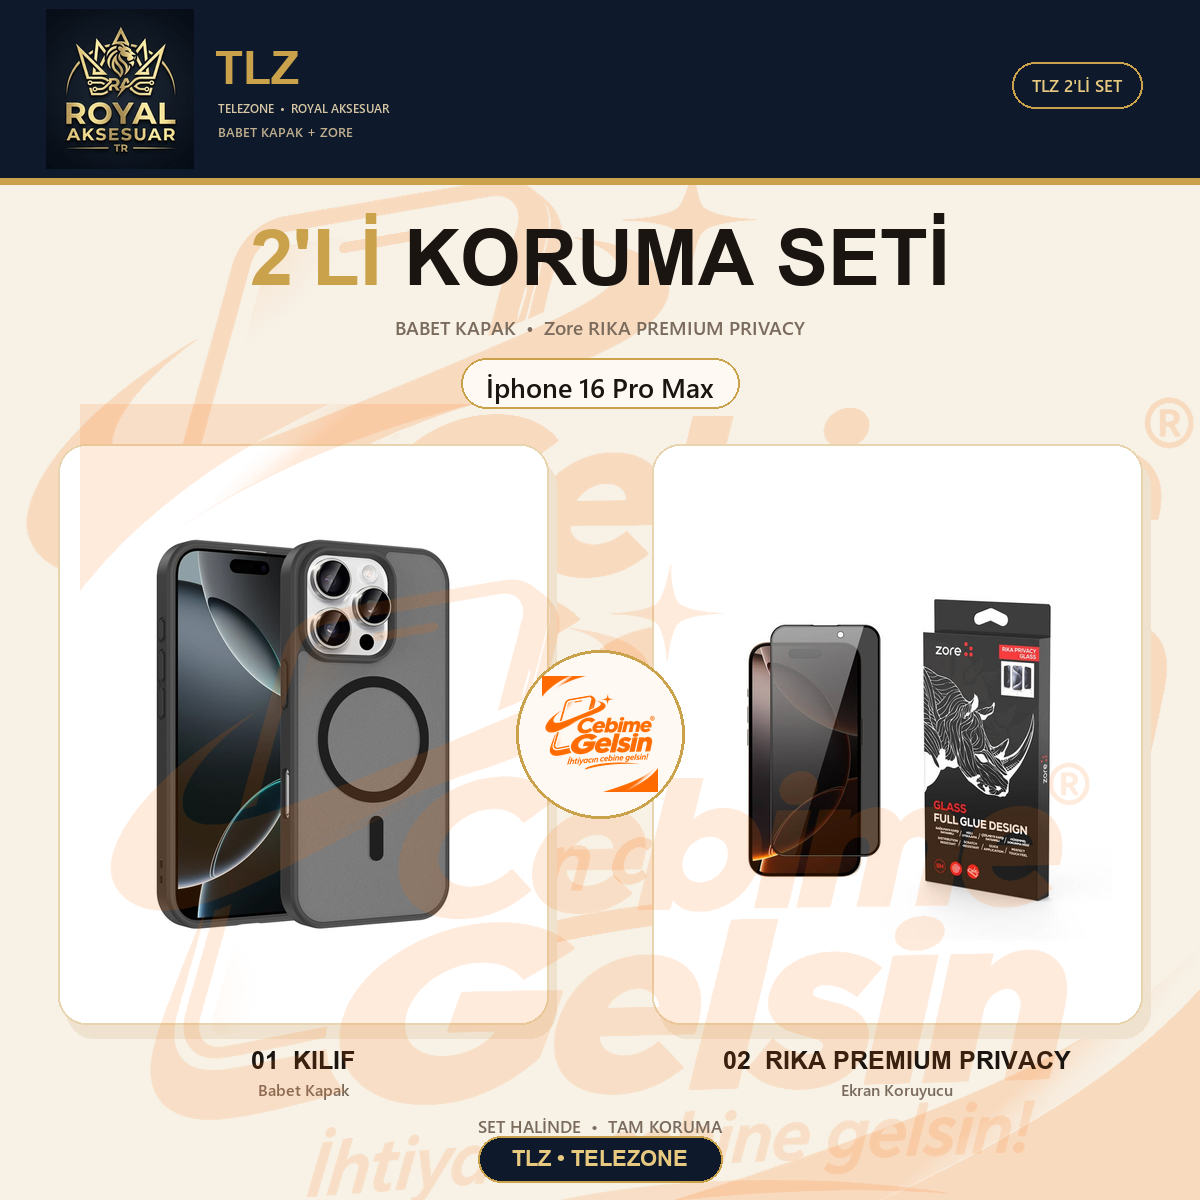 ROYAL
AKSESUAR
TR
TLZ
TELEZONE • ROYAL AKSESUAR
BABET KAPAK + ZORE
TLZ 2'Lİ SET
2'Lİ KORUMA SETİ
BABET KAPAK • Zore RIKA PREMIUM PRIVACY
İphone 16 Pro Max
Cebime
Gelsin
İhtiyacın cebine gelsin!
zore
RIKA PRIVACY
GLASS
zore
GLASS
FULL GLUE DESIGN
Cebime
Gelsin
®
®
01 KILIF
Babet Kapak
02 RIKA PREMIUM PRIVACY
Ekran Koruyucu
SET HALİNDE • TAM KORUMA
TLZ • TELEZONE